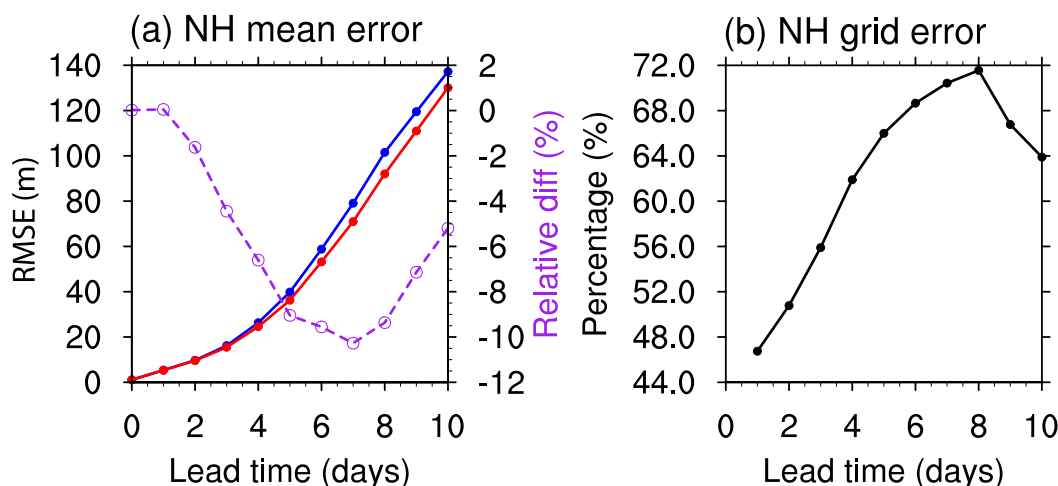 (a) NH mean error
RMSE (m)
140
120
100
80
60
40
20
0
2
0
-2
-4
-6
-8
-10
-12
Relative diff (%)
0 2 4 6 8 10
Lead time (days)
(b) NH grid error
Percentage (%)
72.0
68.0
64.0
60.0
56.0
52.0
48.0
44.0
0 2 4 6 8 10
Lead time (days)